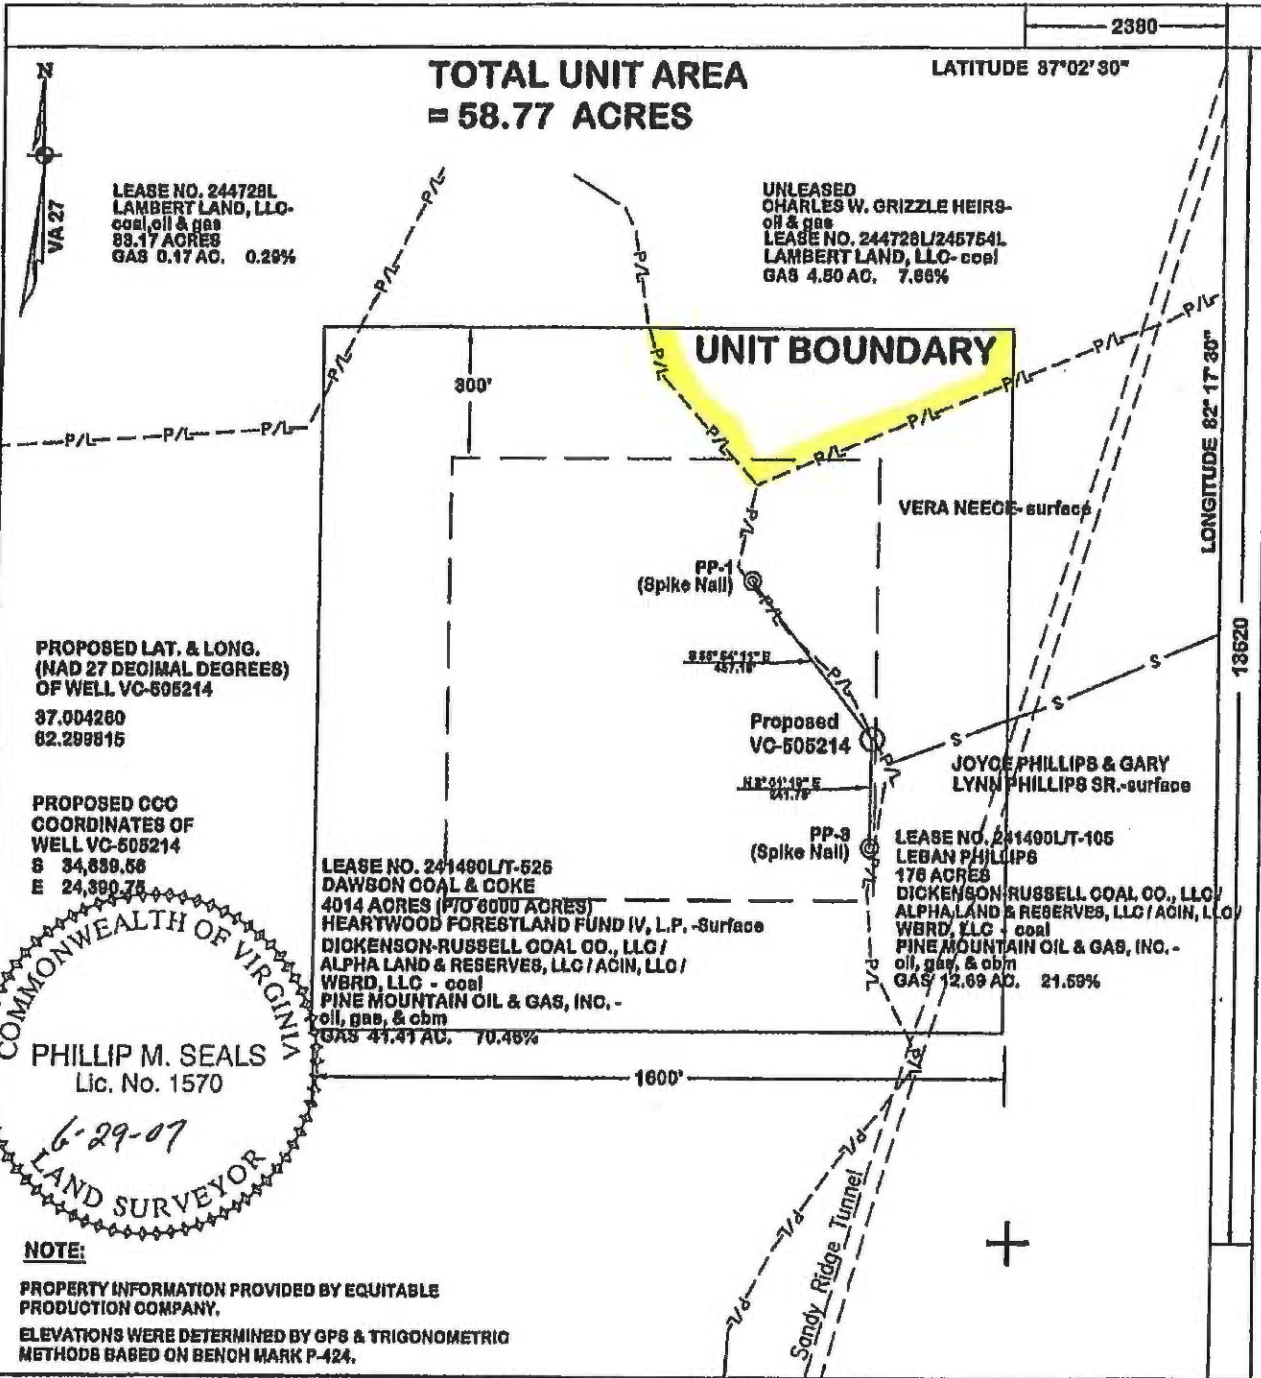 2380
TOTAL UNIT AREA
= 58.77 ACRES
LATITUDE 37°02'30"
N
VA 27
LEASE NO. 244728L
LAMBERT LAND, LLC-
coal,oil & gas
83.17 ACRES
GAS 0.17 AC. 0.29%
UNLEASED
CHARLES W. GRIZZLE HEIRS-
oil & gas
LEASE NO. 244728L/245754L
LAMBERT LAND, LLC- coal
GAS 4.50 AC. 7.66%
P/L
P/L
P/L
P/L
P/L
P/L
P/L
UNIT BOUNDARY
300'
P/L
P/L
P/L
P/L
P/L
P/L
P/L
P/L
LONGITUDE 82° 17' 30"
VERA NEECE-surface
P/L
PP-1
(Spike Nail)
P/L
13620
PROPOSED LAT. & LONG.
(NAD 27 DECIMAL DEGREES)
OF WELL VC-505214
37.004260
82.299815
457.16'
P/L
S
S
S
Proposed
VC-505214
P/L
JOYCE PHILLIPS & GARY
LYNN PHILLIPS SR.-surface
241.78'
PROPOSED CCC
COORDINATES OF
WELL VC-505214
S 34,639.56
E 24,390.75
PP-3
(Spike Nail)
LEASE NO. 241490L/T-105
LEBAN PHILLIPS
176 ACRES
DICKENSON-RUSSELL COAL CO., LLC/
ALPHA LAND & RESERVES, LLC/ ACIN, LLC/
WBRD, LLC - coal
PINE MOUNTAIN OIL & GAS, INC. -
oil, gas, & cbm
GAS 12.69 AC. 21.59%
LEASE NO. 241490L/T-525
DAWSON COAL & COKE
4014 ACRES (P/O 6000 ACRES)
HEARTWOOD FORESTLAND FUND IV, L.P. -Surface
DICKENSON-RUSSELL COAL CO., LLC /
ALPHA LAND & RESERVES, LLC / ACIN, LLC /
WBRD, LLC - coal
PINE MOUNTAIN OIL & GAS, INC. -
oil, gas, & cbm
GAS 41.41 AC. 70.46%
P/L
P/L
1600'
COMMONWEALTH OF VIRGINIA
PHILLIP M. SEALS
Lic. No. 1570
6-29-07
LAND SURVEYOR
P/L
P/L
P/L
Sandy Ridge Tunnel
NOTE:
PROPERTY INFORMATION PROVIDED BY EQUITABLE
PRODUCTION COMPANY.
ELEVATIONS WERE DETERMINED BY GPS & TRIGONOMETRIC
METHODS BASED ON BENCH MARK P-424.